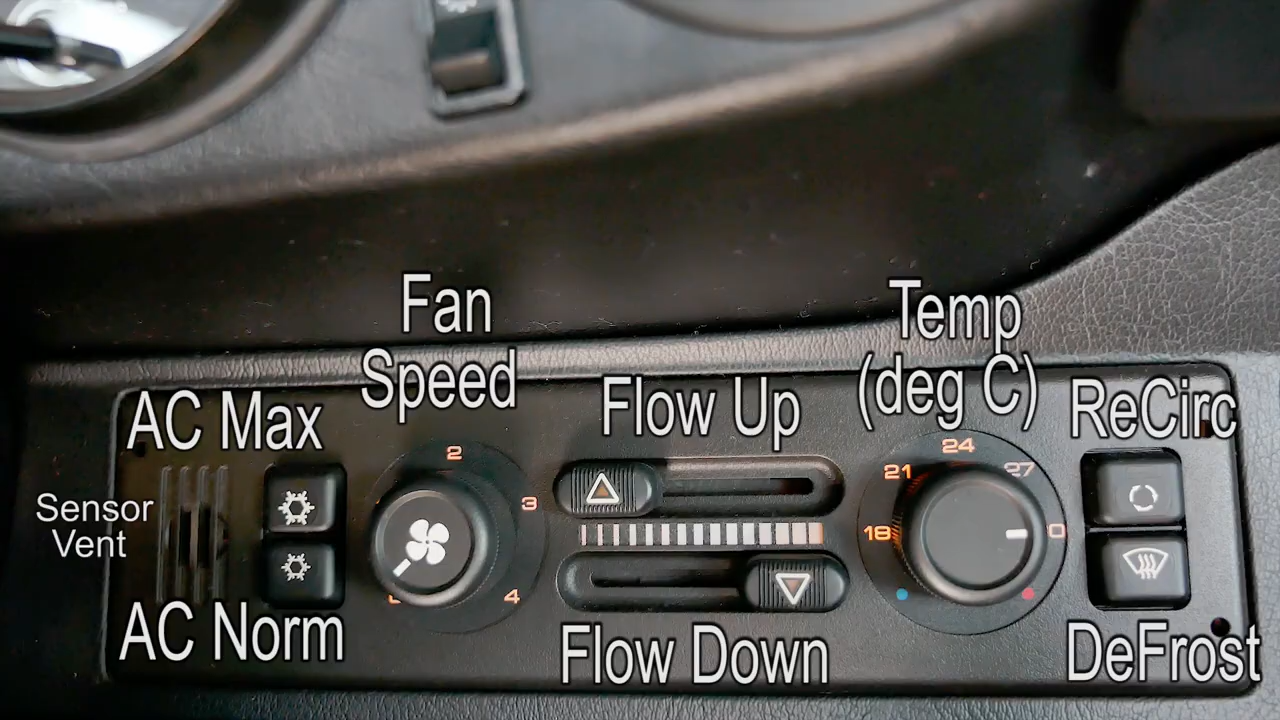 Fan
Speed
Temp
(deg C)
AC Max
Flow Up
ReCirc
2
24
21
27
3
18
Sensor
Vent
4
AC Norm
Flow Down
DeFrost